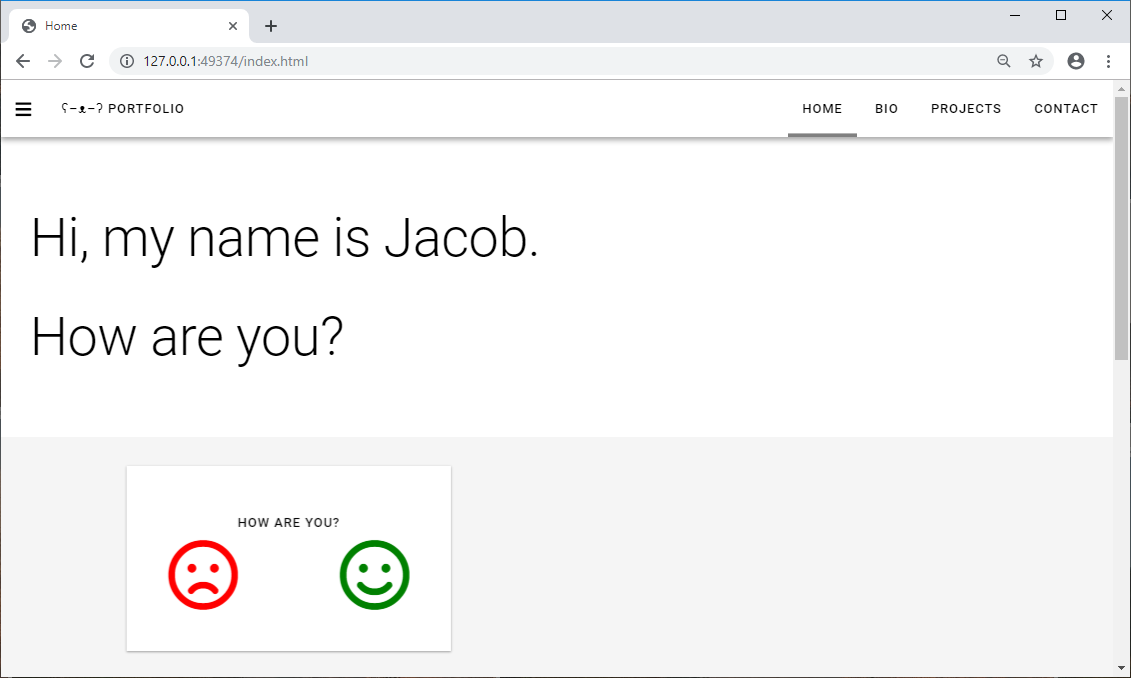 Home
127.0.0.1:49374/index.html
ʕ−ᴥ−ʔ PORTFOLIO
HOME BIO PROJECTS CONTACT
Hi, my name is Jacob.
How are you?
HOW ARE YOU?